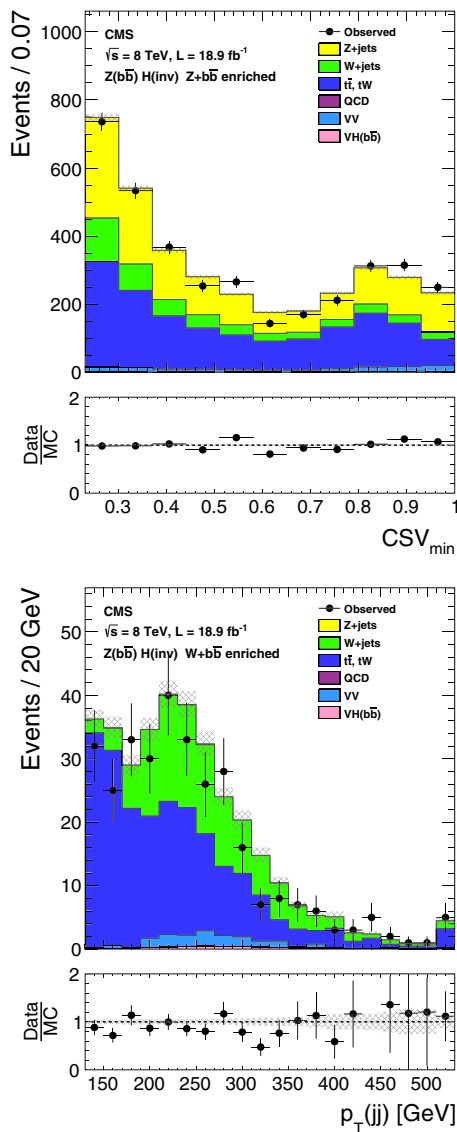 Events / 0.07
1000
800
600
400
200
0
CMS
√s = 8 TeV, L = 18.9 fb⁻¹
Z(bb̅) H(inv) Z+bb̅ enriched
Observed
Z+jets
W+jets
tt̅, tW
QCD
VV
VH(bb̅)
Data/MC
2
1
0
0.3 0.4 0.5 0.6 0.7 0.8 0.9 1
CSV_min
Events / 20 GeV
50
40
30
20
10
0
CMS
√s = 8 TeV, L = 18.9 fb⁻¹
Z(bb̅) H(inv) W+bb̅ enriched
Observed
Z+jets
W+jets
tt̅, tW
QCD
VV
VH(bb̅)
Data/MC
2
1
0
150 200 250 300 350 400 450 500
p_T(jj) [GeV]